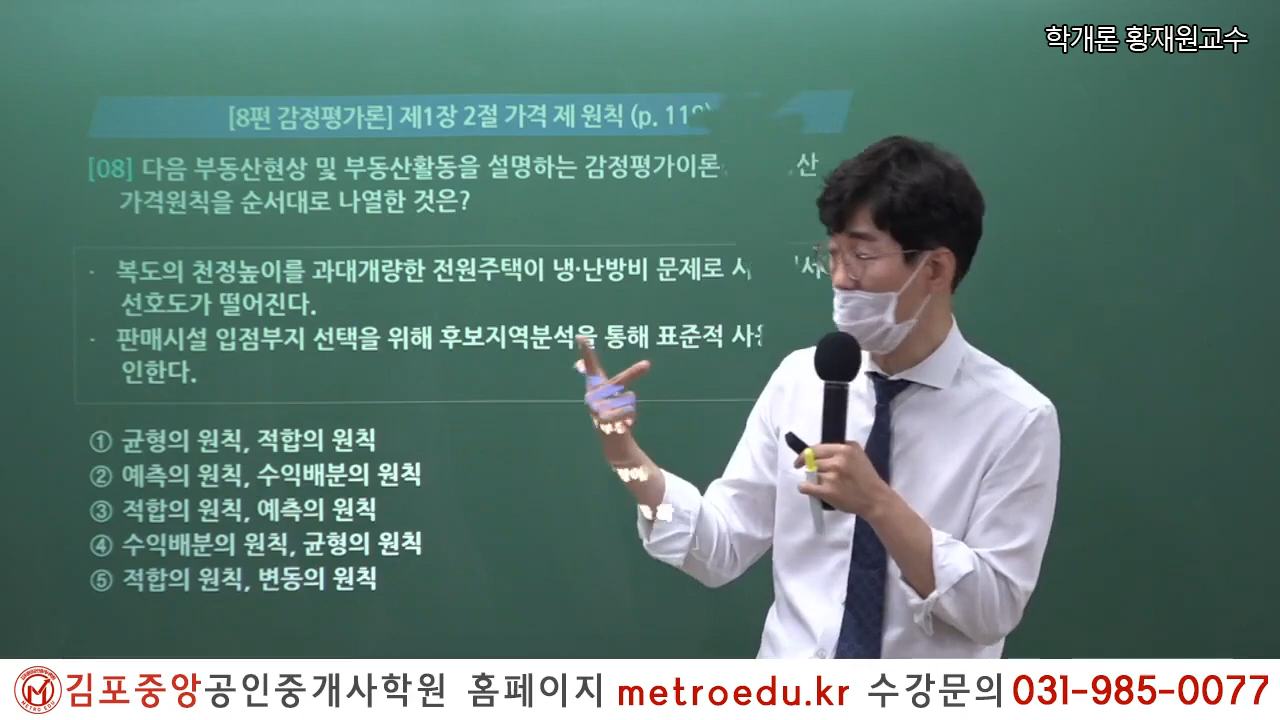 학개론 황재원교수
[8편 감정평가론] 제1장 2절 가격 제 원칙 (p. 118)
[08] 다음 부동산현상 및 부동산활동을 설명하는 감정평가이론 산
가격원칙을 순서대로 나열한 것은?
· 복도의 천정높이를 과대개량한 전원주택이 냉·난방비 문제로 시 서
선호도가 떨어진다.
· 판매시설 입점부지 선택을 위해 후보지역분석을 통해 표준적 사용
인한다.
① 균형의 원칙, 적합의 원칙
② 예측의 원칙, 수익배분의 원칙
③ 적합의 원칙, 예측의 원칙
④ 수익배분의 원칙, 균형의 원칙
⑤ 적합의 원칙, 변동의 원칙
김포중앙공인중개사학원 홈페이지 metroedu.kr 수강문의 031-985-0077